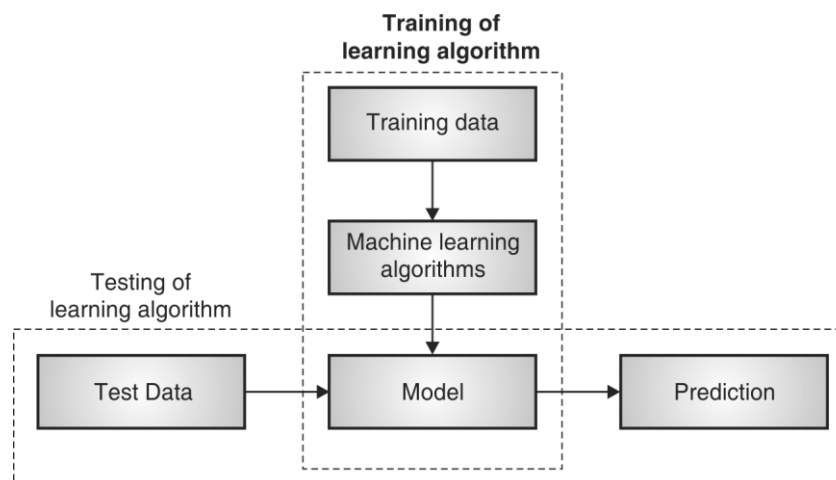 Training of
learning algorithm
Training data
Machine learning
algorithms
Testing of
learning algorithm
Test Data
Model
Prediction